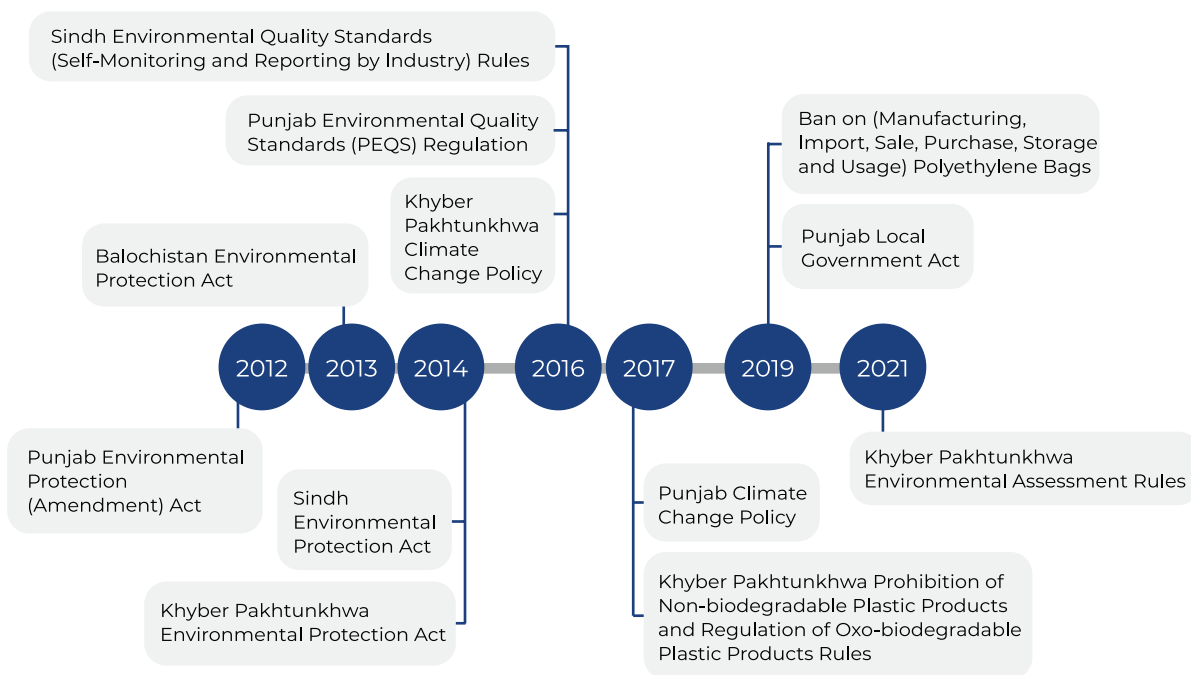 Sindh Environmental Quality Standards
(Self-Monitoring and Reporting by Industry) Rules
Punjab Environmental Quality
Standards (PEQS) Regulation
Khyber
Pakhtunkhwa
Climate
Change Policy
Balochistan Environmental
Protection Act
Ban on (Manufacturing,
Import, Sale, Purchase, Storage
and Usage) Polyethylene Bags
Punjab Local
Government Act
2012
2013
2014
2016
2017
2019
2021
Punjab Environmental
Protection
(Amendment) Act
Sindh
Environmental
Protection Act
Khyber Pakhtunkhwa
Environmental Protection Act
Punjab Climate
Change Policy
Khyber Pakhtunkhwa Prohibition of
Non-biodegradable Plastic Products
and Regulation of Oxo-biodegradable
Plastic Products Rules
Khyber Pakhtunkhwa
Environmental Assessment Rules